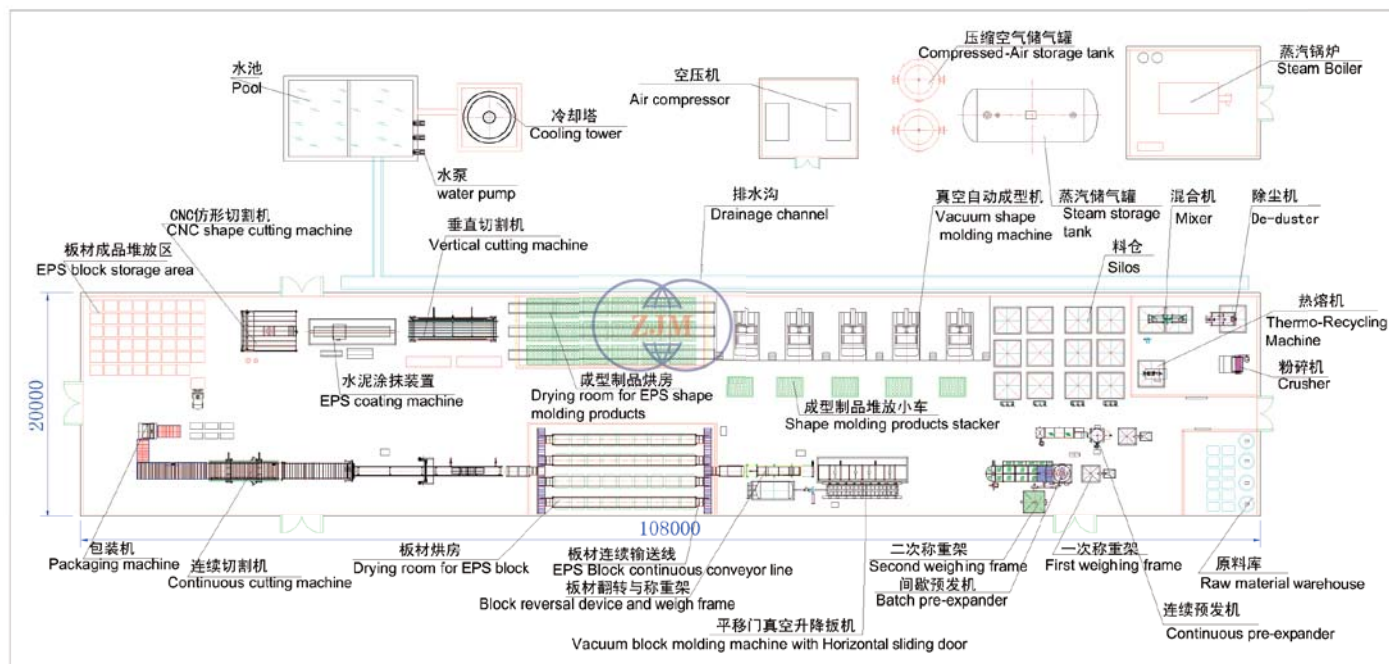 压缩空气储气罐
Compressed-Air storage tank
蒸汽锅炉
Steam Boiler
水池
Pool
空压机
Air compressor
冷却塔
Cooling tower
水泵
water pump
排水沟
Drainage channel
真空自动成型机
Vacuum shape
molding machine
蒸汽储气罐
Steam storage
tank
混合机
Mixer
除尘机
De-duster
CNC仿形切割机
CNC shape cutting machine
垂直切割机
Vertical cutting machine
板材成品堆放区
EPS block storage area
料仓
Silos
热熔机
Thermo-Recycling
Machine
粉碎机
Crusher
ZJM
水泥涂抹装置
EPS coating machine
成型制品烘房
Drying room for EPS shape
molding products
成型制品堆放小车
Shape molding products stacker
20000
108000
包装机
Packaging machine
连续切割机
Continuous cutting machine
板材烘房
Drying room for EPS block
板材连续输送线
EPS Block continuous conveyor line
板材翻转与称重架
Block reversal device and weigh frame
平移门真空升降扳机
Vacuum block molding machine with Horizontal sliding door
二次称重架
Second weighing frame
间歇预发机
Batch pre-expander
一次称重架
First weighing frame
原料库
Raw material warehouse
连续预发机
Continuous pre-expander